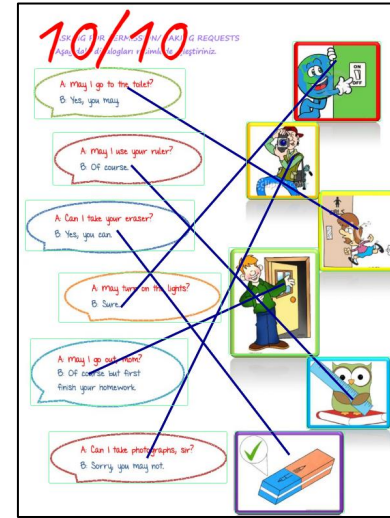 10/10
ASKING FOR PERMISSION/ MAKING REQUESTS
Aşağıdaki diyalogları resimlerle eşleştiriniz.
A: May I go to the toilet?
B: Yes, you may.
A: May I use your ruler?
B: Of course.
A: Can I take your eraser?
B: Yes, you can.
A: May turn on the lights?
B: Sure.
A: May I go out, mom?
B: Of course but first
finish your homework.
A: Can I take photographs, sir?
B: Sorry, you may not.
ON
OFF